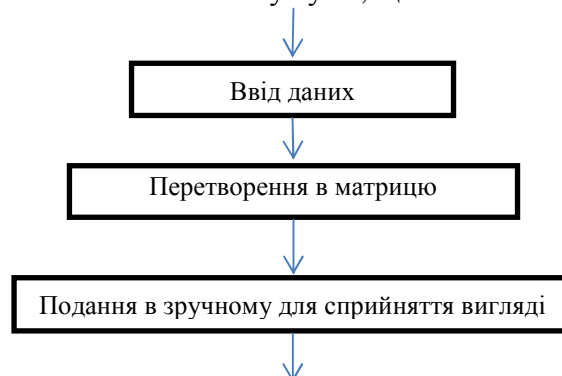 Ввід даних
Перетворення в матрицю
Подання в зручному для сприйняття вигляді